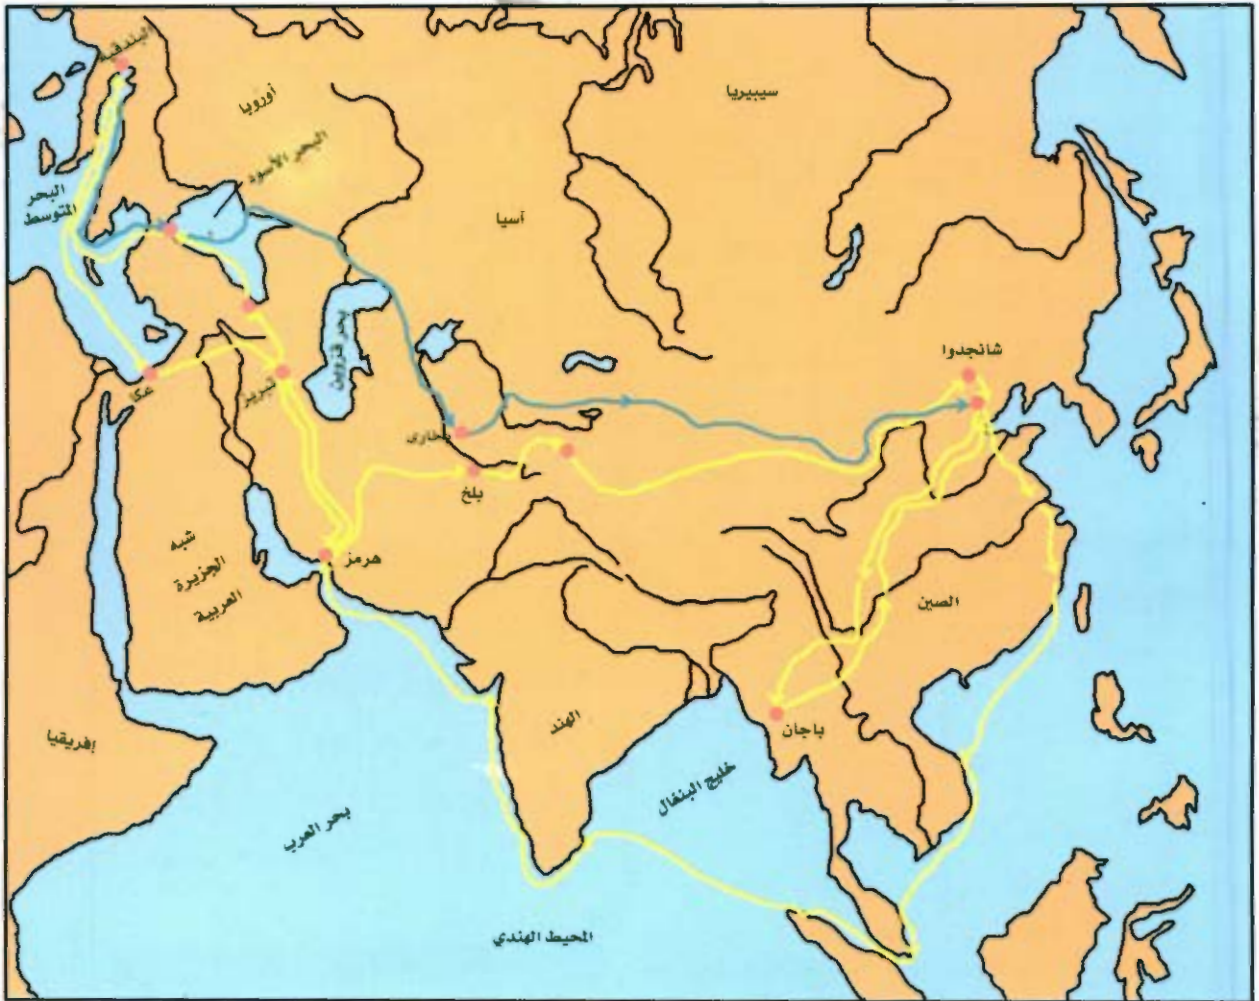 البندقية
أوروبا
سيبيريا
البحر الأسود
البحر
المتوسط
آسيا
بحر قزوين
شانجدوا
عكا
تبريز
بخارى
بلخ
هرمز
شبه
الجزيرة
العربية
الصين
الهند
باجان
إفريقيا
خليج البنغال
بحر العرب
المحيط الهندي